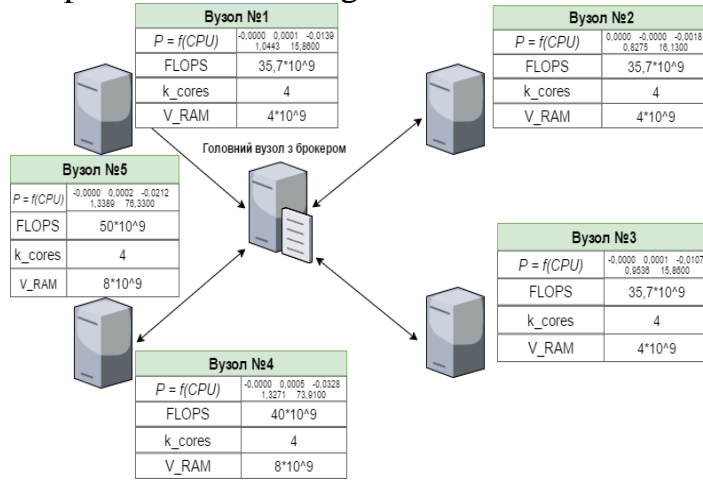 Вузол №1
P = f(CPU) -0,0000 0,0001 -0,0139
1,0443 15,8600
FLOPS 35,7*10^9
k_cores 4
V_RAM 4*10^9
Вузол №2
P = f(CPU) 0,0000 -0,0000 -0,0018
0,8275 16,1300
FLOPS 35,7*10^9
k_cores 4
V_RAM 4*10^9
Головний вузол з брокером
Вузол №5
P = f(CPU) -0,0000 0,0002 -0,0212
1,3389 76,3300
FLOPS 50*10^9
k_cores 4
V_RAM 8*10^9
Вузол №3
P = f(CPU) -0,0000 0,0001 -0,0107
0,9536 15,8600
FLOPS 35,7*10^9
k_cores 4
V_RAM 4*10^9
Вузол №4
P = f(CPU) -0,0000 0,0005 -0,0328
1,3271 73,9100
FLOPS 40*10^9
k_cores 4
V_RAM 8*10^9